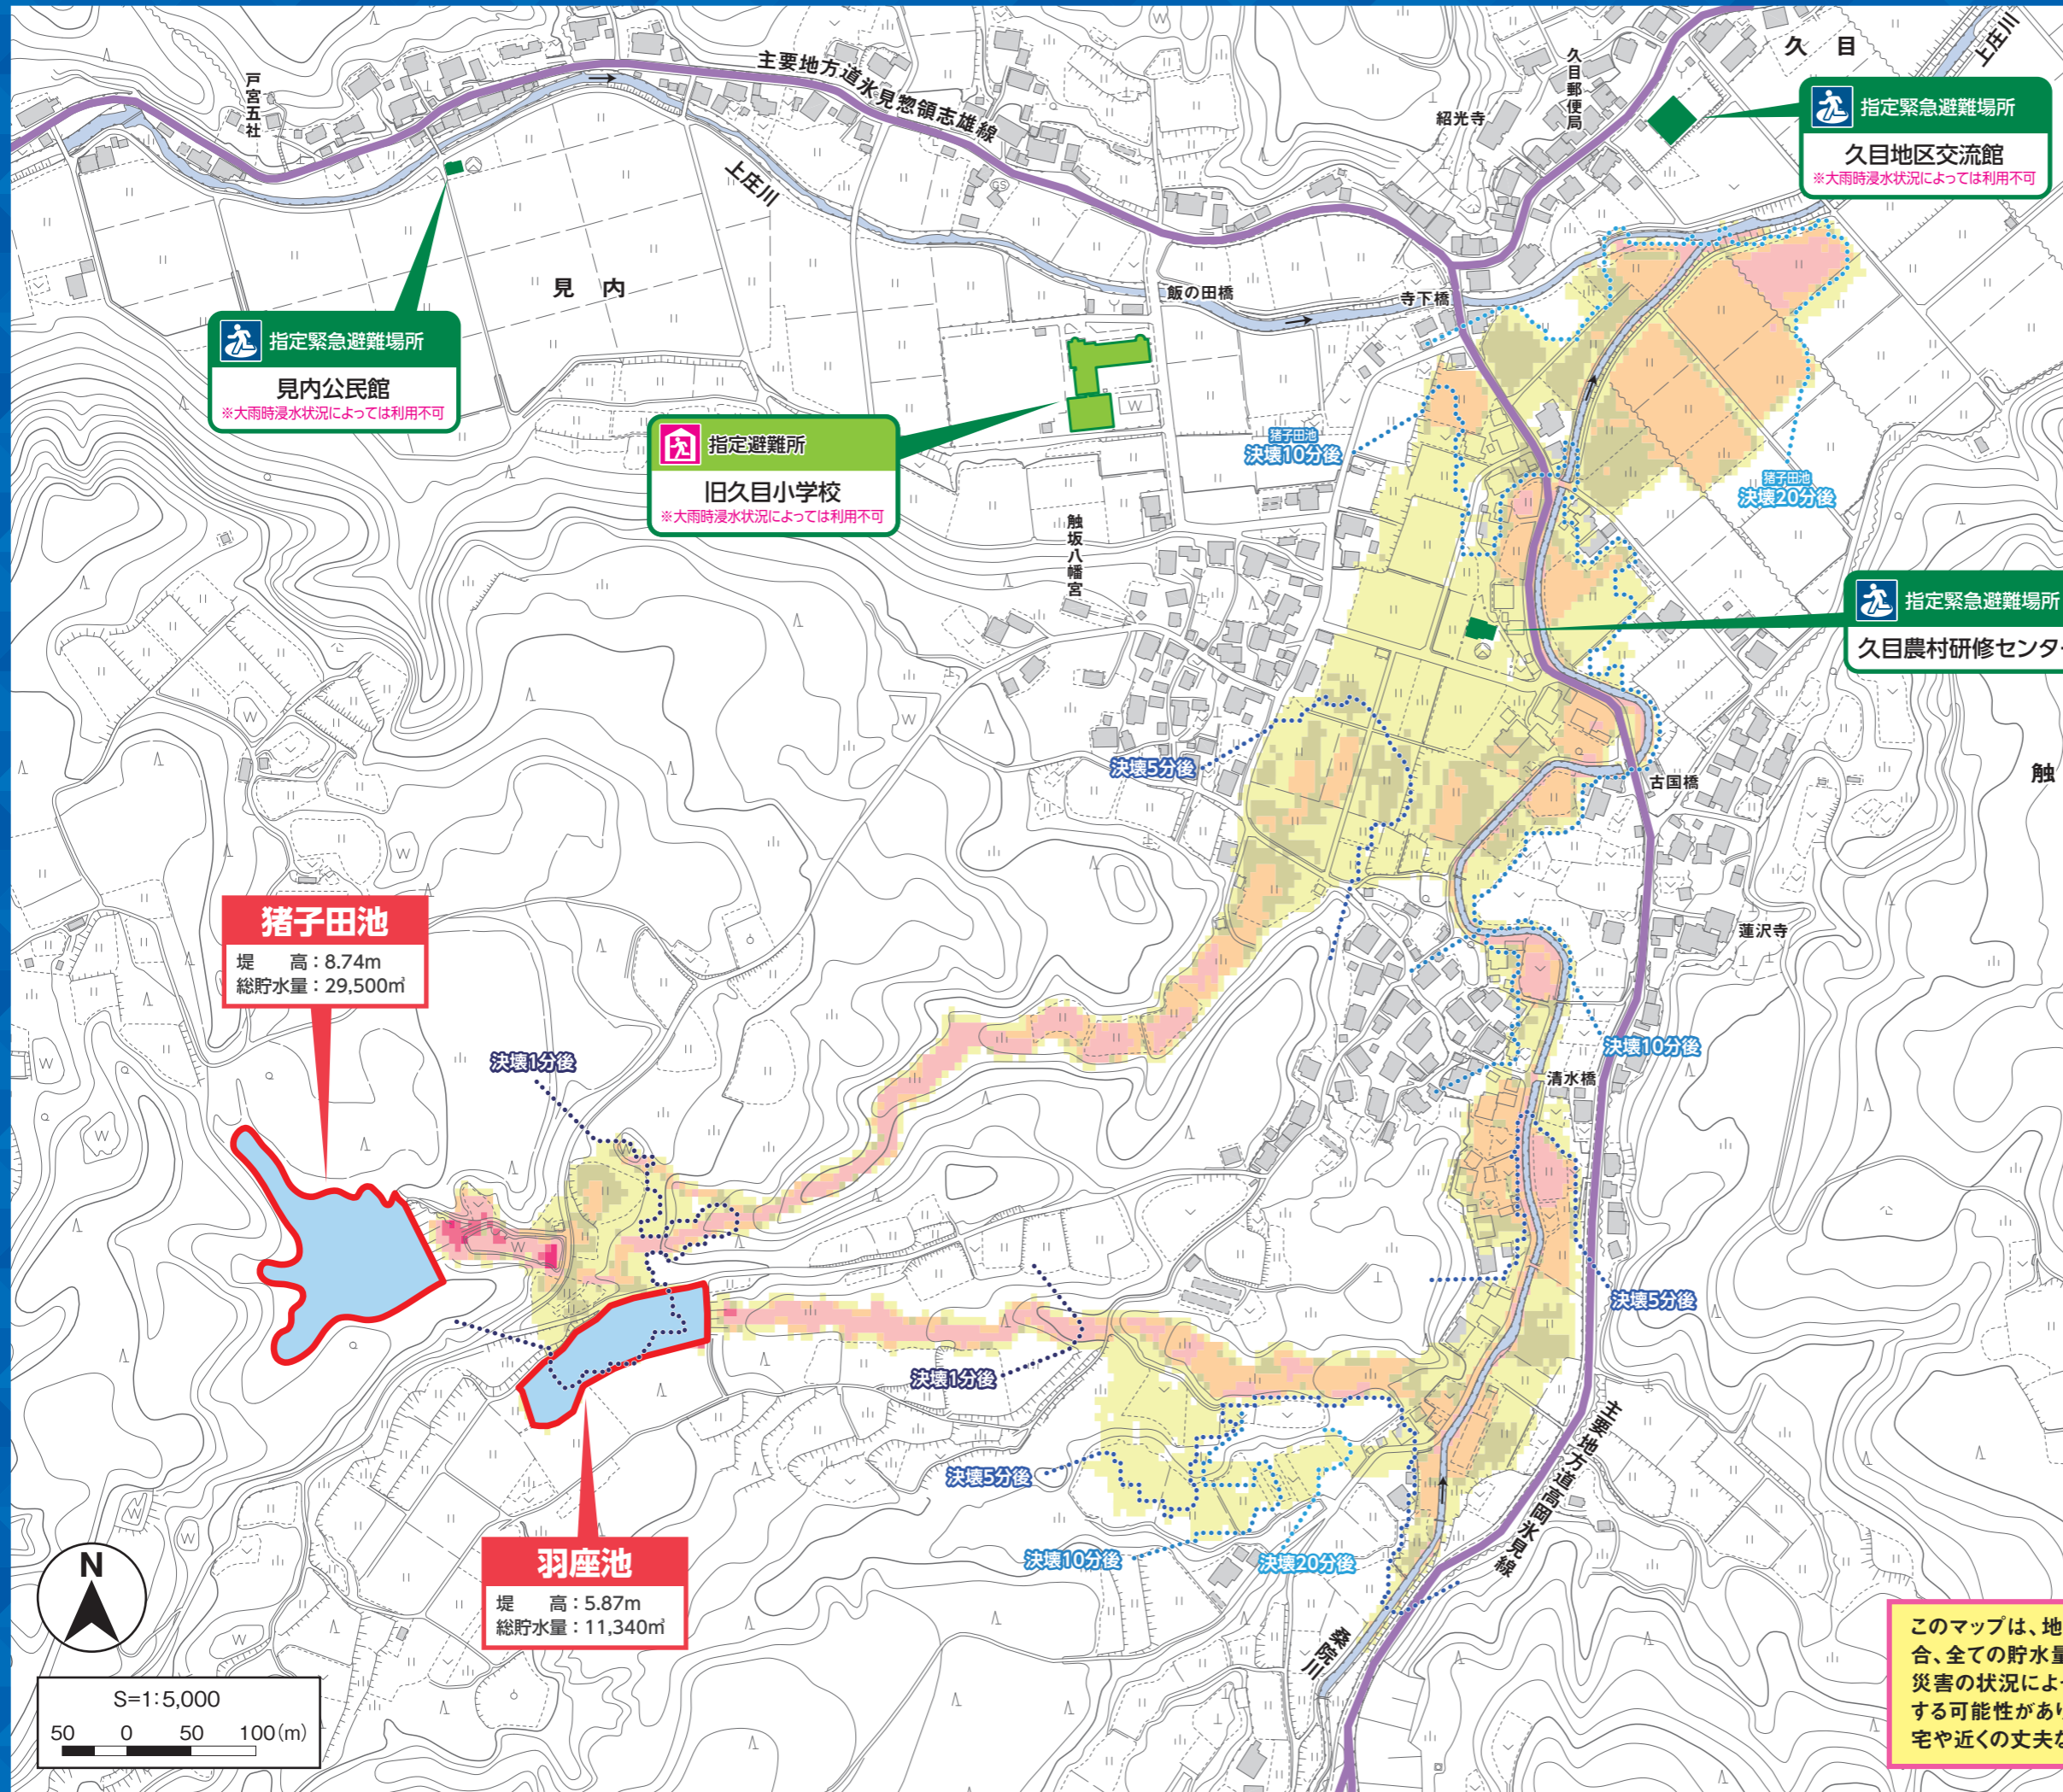 久 目
上庄川
主要地方道氷見惣領志雄線
戸宮五社
久目郵便局
紹光寺
指定緊急避難場所
久目地区交流館
※大雨時浸水状況によっては利用不可
GS
上庄川
見 内
飯の田橋
寺下橋
指定緊急避難場所
見内公民館
※大雨時浸水状況によっては利用不可
指定避難所
旧久目小学校
※大雨時浸水状況によっては利用不可
猪子田池
決壊10分後
猪子田池
決壊20分後
触坂八幡宮
指定緊急避難場所
久目農村研修センター
決壊5分後
古国橋
触
猪子田池
堤 高：8.74m
総貯水量：29,500㎥
蓮沢寺
決壊1分後
決壊10分後
清水橋
決壊5分後
決壊1分後
主要地方道高岡氷見線
決壊5分後
羽座池
堤 高：5.87m
総貯水量：11,340㎥
決壊10分後
決壊20分後
桑院川
N
S=1:5,000
50 0 50 100(m)
このマップは、地
合、全ての貯水量
災害の状況によ
する可能性があり
宅や近くの丈夫な